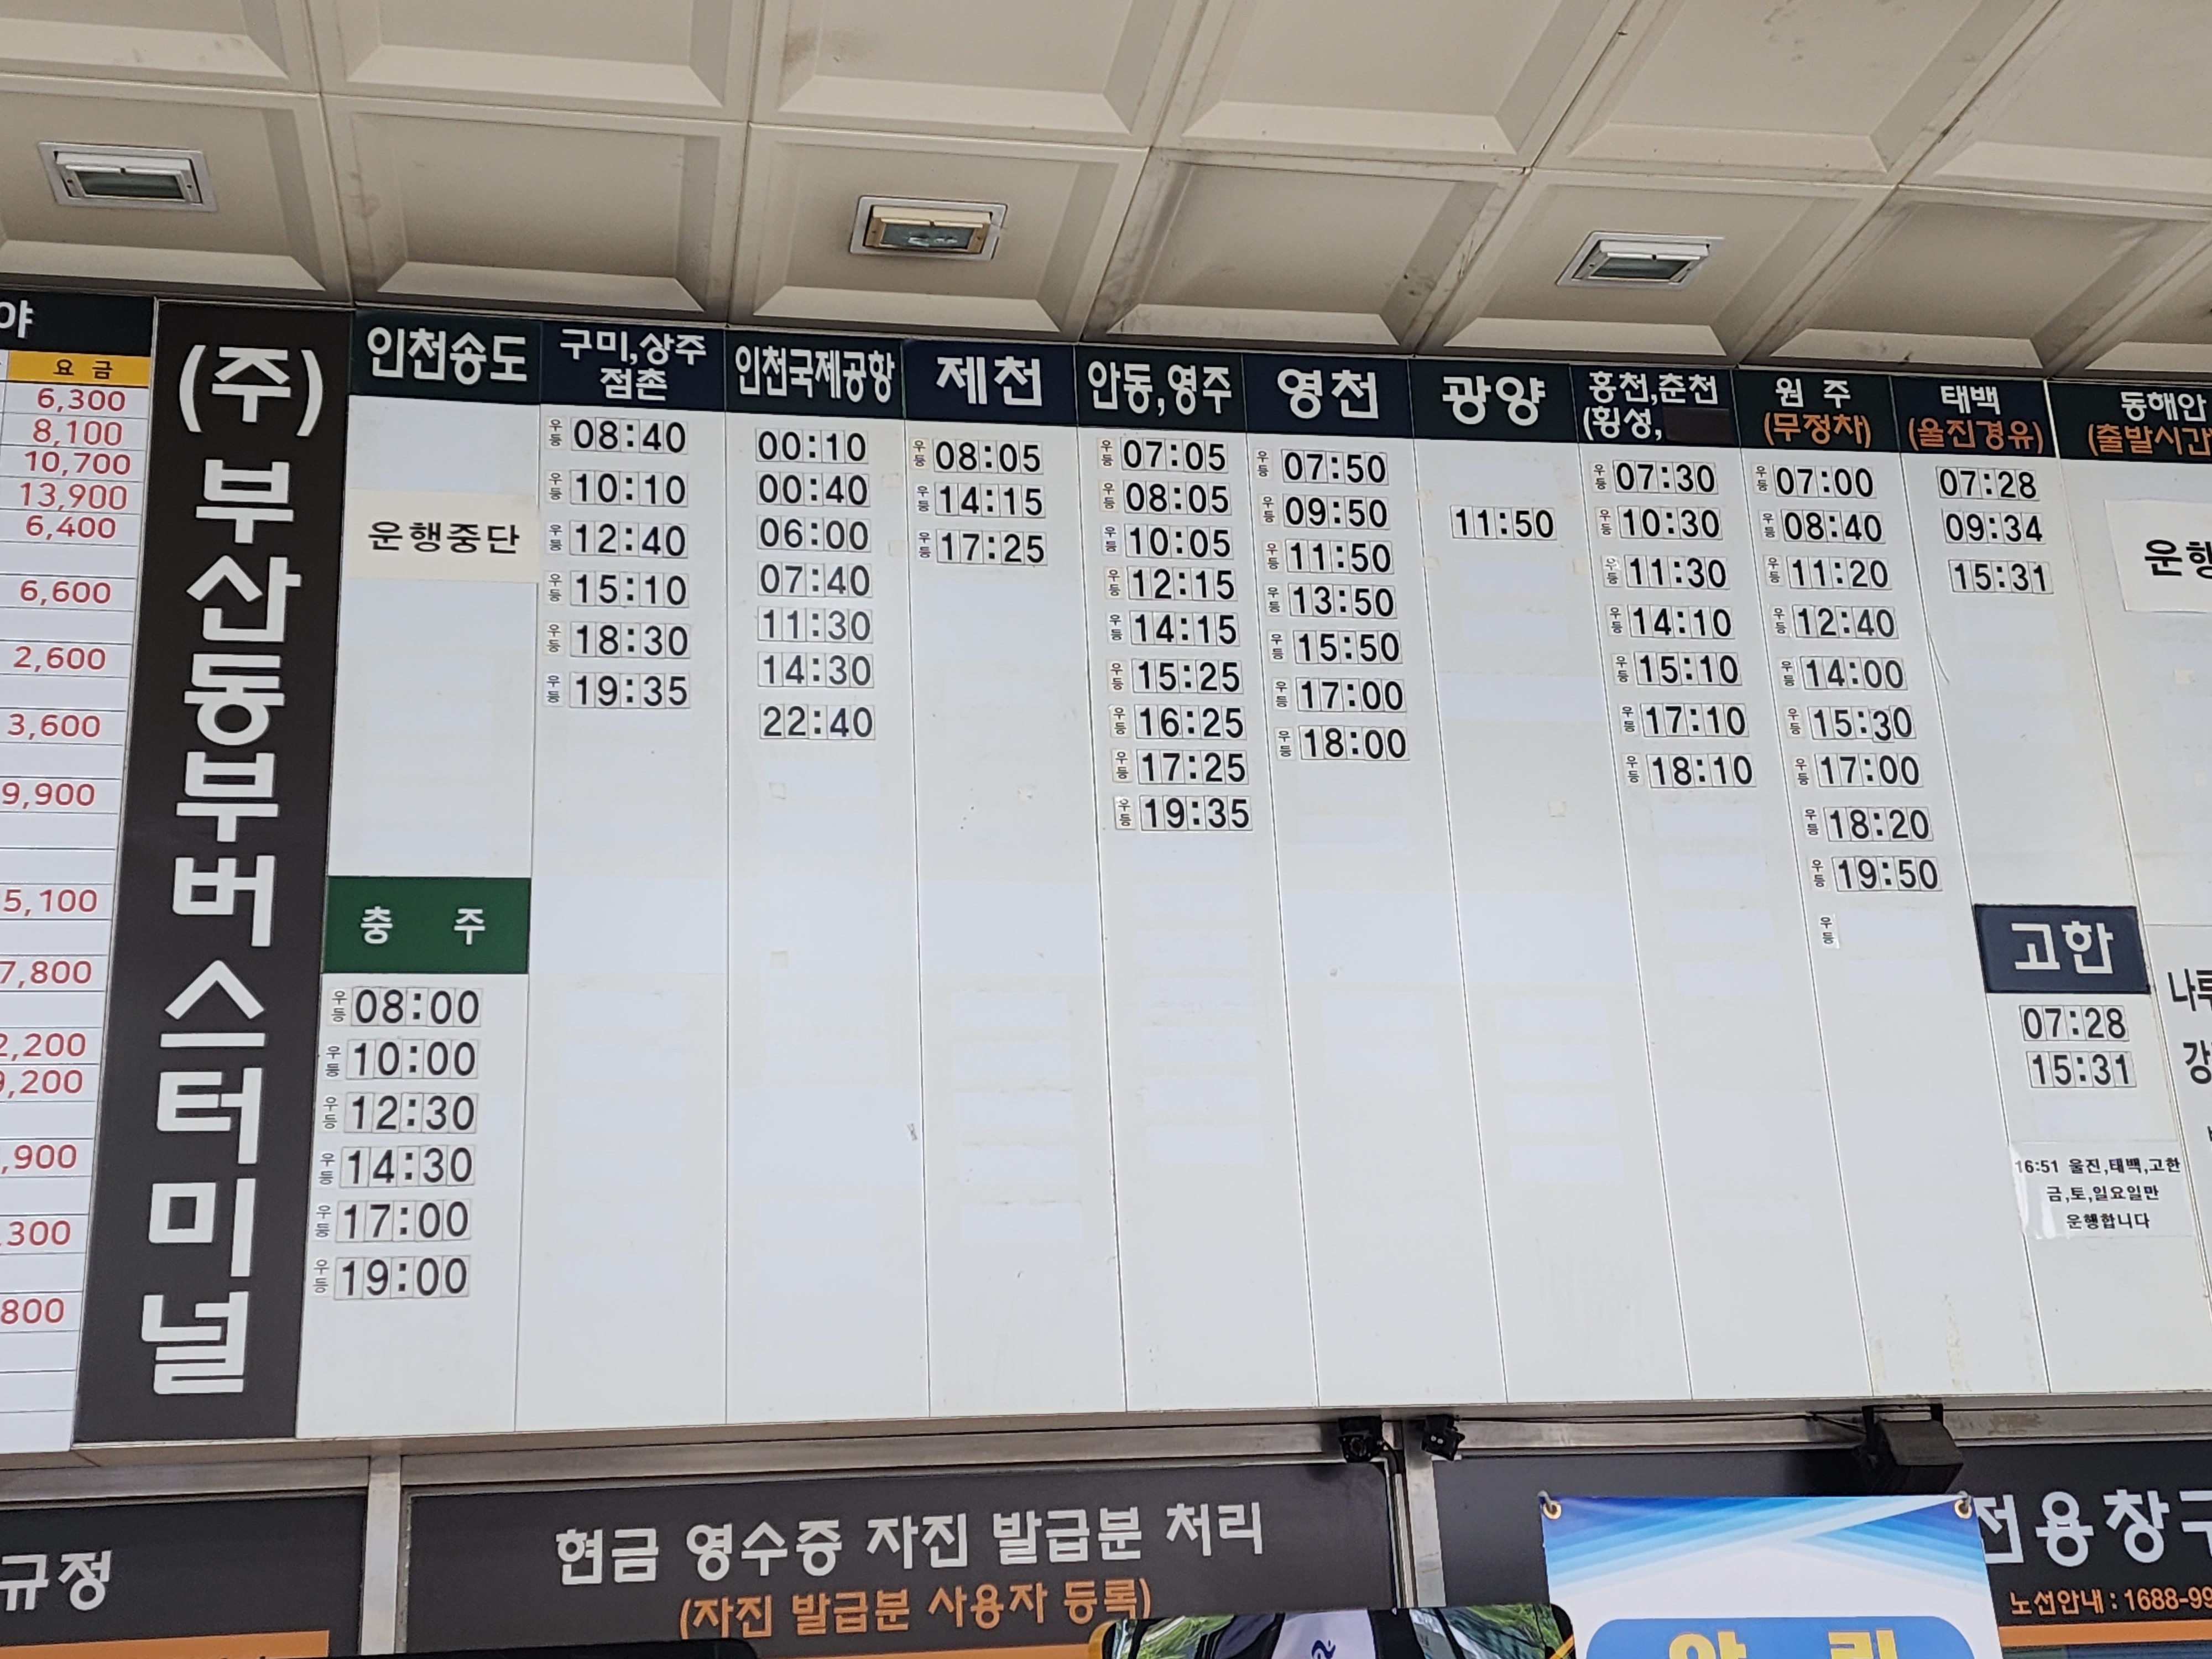 야
요 금
6,300
8,100
10,700
13,900
6,400
6,600
2,600
3,600
9,900
5,100
7,800
2,200
9,200
,900
300
800
(주)부산동부버스터미널
인천송도
운행중단
충 주
우등 08:00
우등 10:00
우등 12:30
우등 14:30
우등 17:00
우등 19:00
구미,상주
점촌
우등 08:40
우등 10:10
우등 12:40
우등 15:10
우등 18:30
우등 19:35
인천국제공항
00:10
00:40
06:00
07:40
11:30
14:30
22:40
제천
우등 08:05
우등 14:15
우등 17:25
안동,영주
우등 07:05
우등 08:05
우등 10:05
우등 12:15
우등 14:15
우등 15:25
우등 16:25
우등 17:25
우등 19:35
영천
우등 07:50
우등 09:50
우등 11:50
우등 13:50
우등 15:50
우등 17:00
우등 18:00
광양
11:50
홍천,춘천
(횡성,
우등 07:30
우등 10:30
우등 11:30
우등 14:10
우등 15:10
우등 17:10
우등 18:10
원 주
(무정차)
우등 07:00
우등 08:40
우등 11:20
우등 12:40
우등 14:00
우등 15:30
우등 17:00
우등 18:20
우등 19:50
우등
태백
(울진경유)
07:28
09:34
15:31
고한
07:28
15:31
16:51 울진,태백,고한
금,토,일요일만
운행합니다
동해안
(출발시간
운행
나루
강
규정
현금 영수증 자진 발급분 처리
(자진 발급분 사용자 등록)
전용창구
노선안내 : 1688-99
알 림